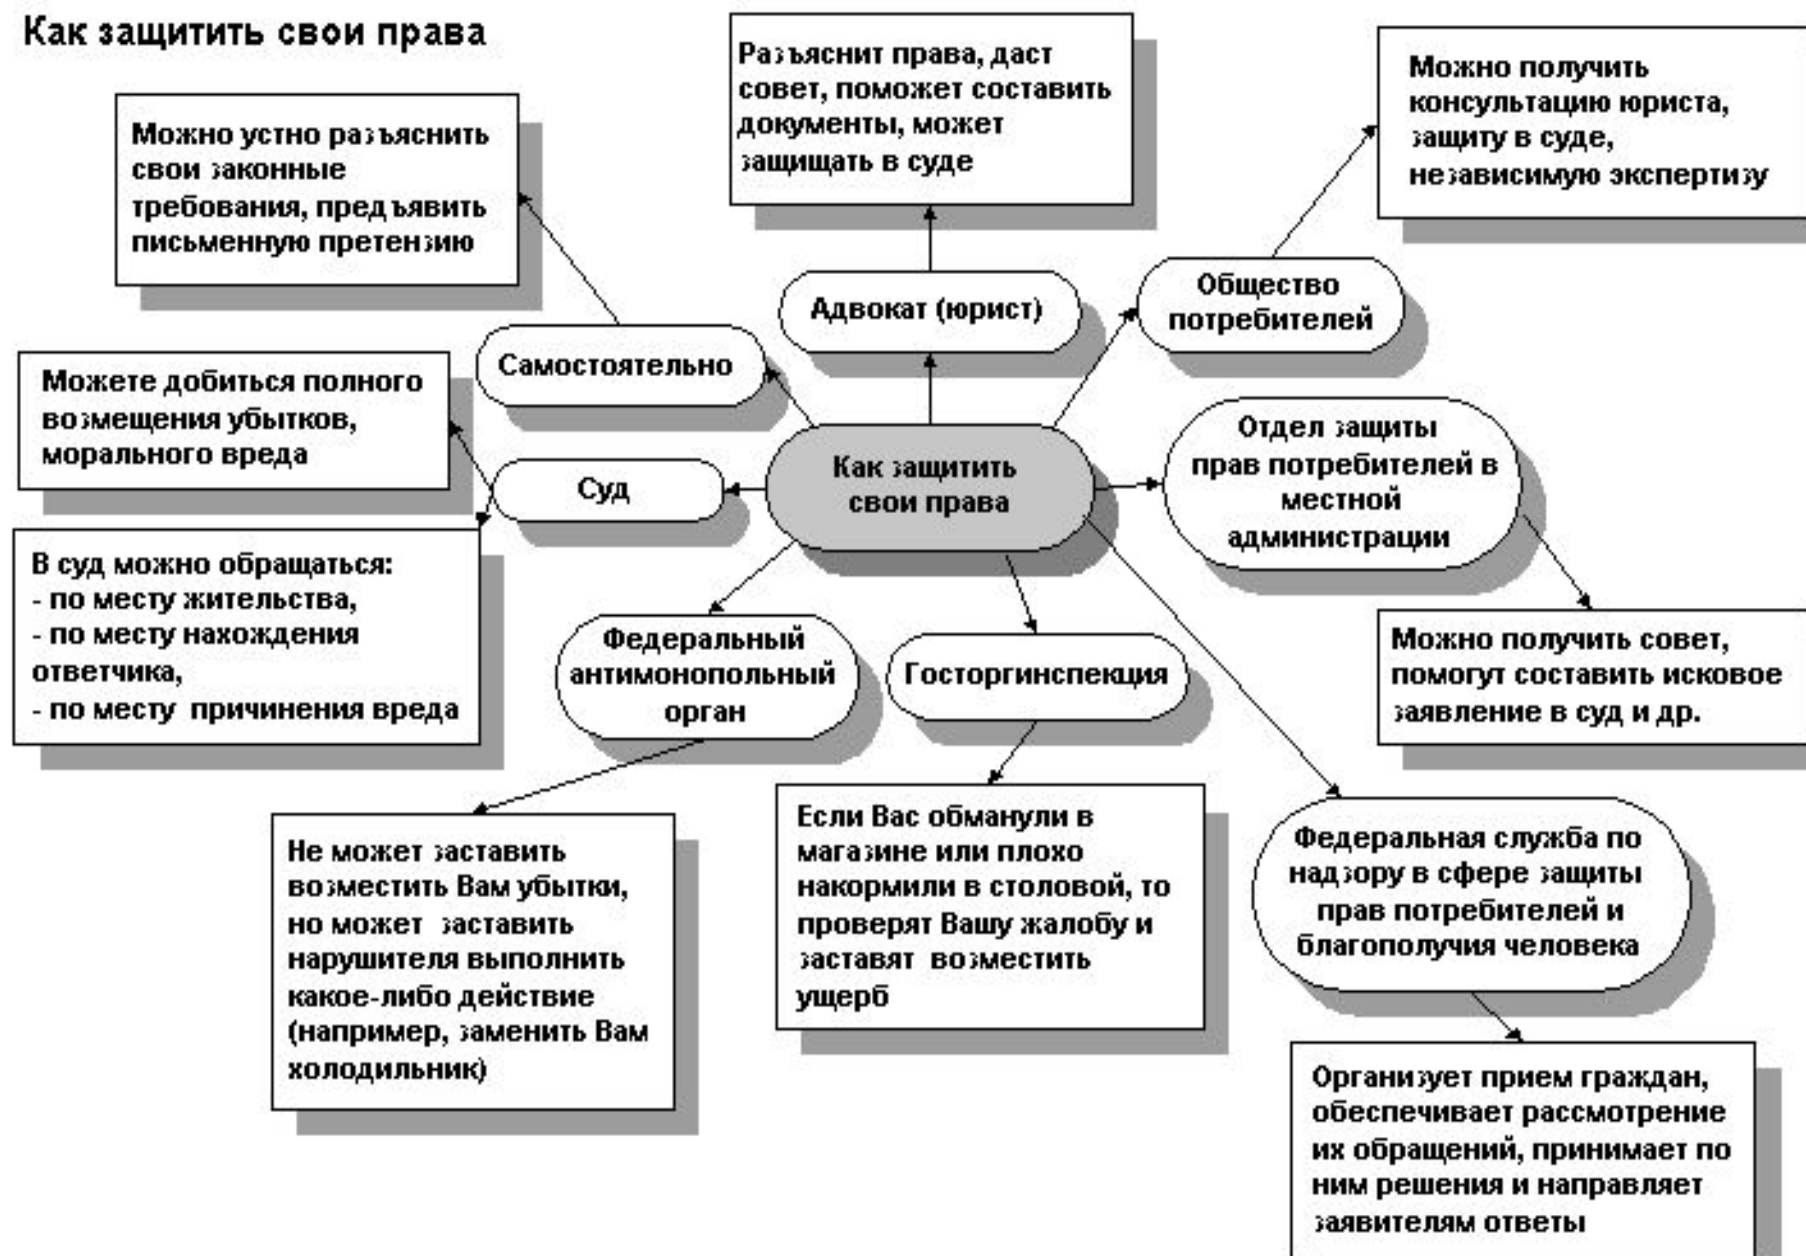 Как защитить свои права
Разъяснит права, даст
совет, поможет составить
документы, может
защищать в суде
Можно получить
консультацию юриста,
защиту в суде,
независимую экспертизу
Можно устно разъяснить
свои законные
требования, предъявить
письменную претензию
Общество
потребителей
Адвокат (юрист)
Самостоятельно
Можете добиться полного
возмещения убытков,
морального вреда
Отдел защиты
прав потребителей в
местной
администрации
Как защитить
свои права
Суд
В суд можно обращаться:
- по месту жительства,
- по месту нахождения
ответчика,
- по месту причинения вреда
Федеральный
антимонопольный
орган
Госторгинспекция
Можно получить совет,
помогут составить исковое
заявление в суд и др.
Не может заставить
возместить Вам убытки,
но может заставить
нарушителя выполнить
какое-либо действие
(например, заменить Вам
холодильник)
Если Вас обманули в
магазине или плохо
накормили в столовой, то
проверят Вашу жалобу и
заставят возместить
ущерб
Федеральная служба по
надзору в сфере защиты
прав потребителей и
благополучия человека
Организует прием граждан,
обеспечивает рассмотрение
их обращений, принимает по
ним решения и направляет
заявителям ответы